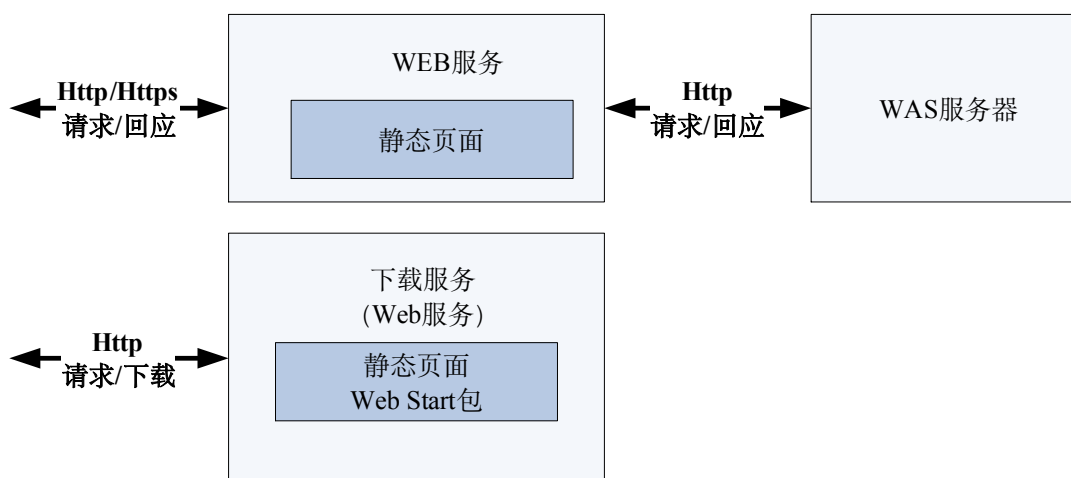 WEB服务
静态页面
Http/Https
请求/回应
Http
请求/回应
WAS服务器
下载服务
(Web服务)
静态页面
Web Start包
Http
请求/下载